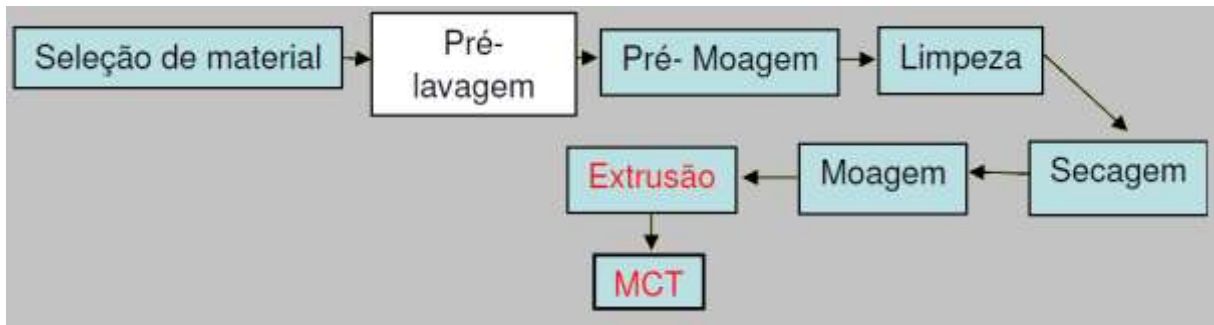 Seleção de material
Pré-
lavagem
Pré- Moagem
Limpeza
Secagem
Moagem
Extrusão
MCT